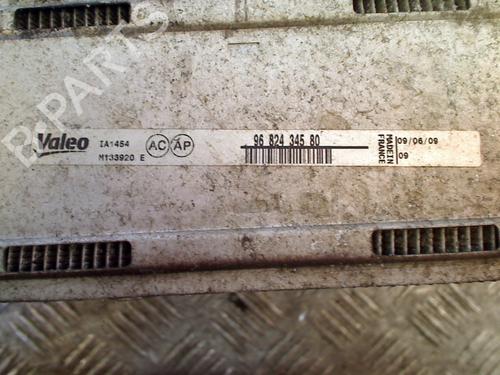 B-PARTS
Valeo
IA1454
M133920 E
AC AP
96 824 345 80
MADE IN
FRANCE
09/06/09
09